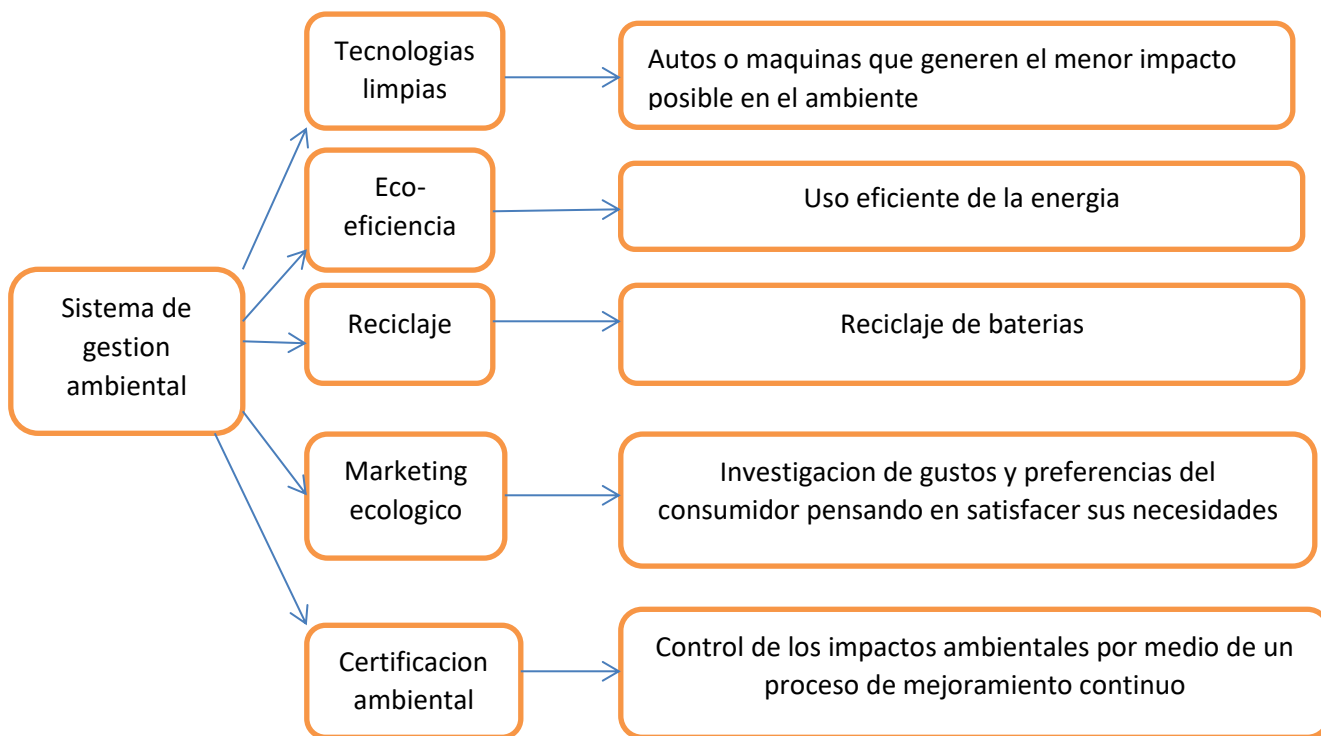 Tecnologias
limpias
Autos o maquinas que generen el menor impacto
posible en el ambiente
Eco-
eficiencia
Uso eficiente de la energia
Sistema de
gestion
ambiental
Reciclaje
Reciclaje de baterias
Marketing
ecologico
Investigacion de gustos y preferencias del
consumidor pensando en satisfacer sus necesidades
Certificacion
ambiental
Control de los impactos ambientales por medio de un
proceso de mejoramiento continuo